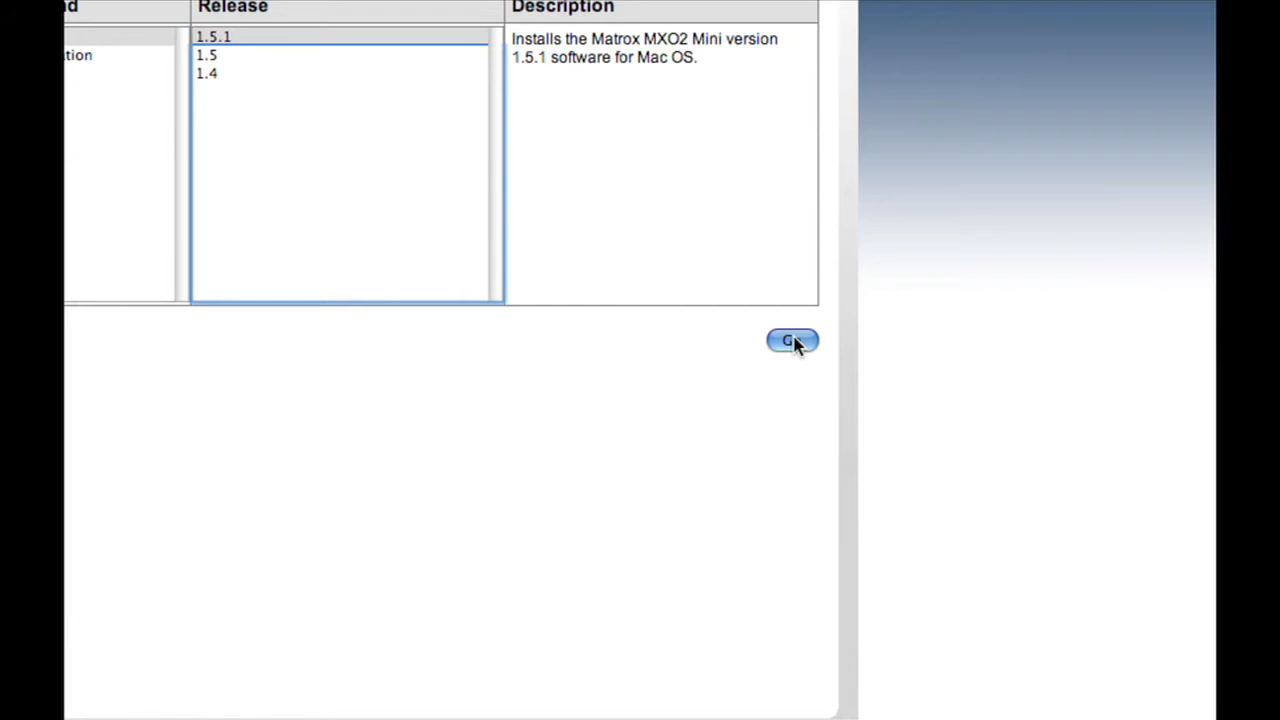 Release
Description
1.5.1
1.5
1.4
tion
Installs the Matrox MXO2 Mini version
1.5.1 software for Mac OS.